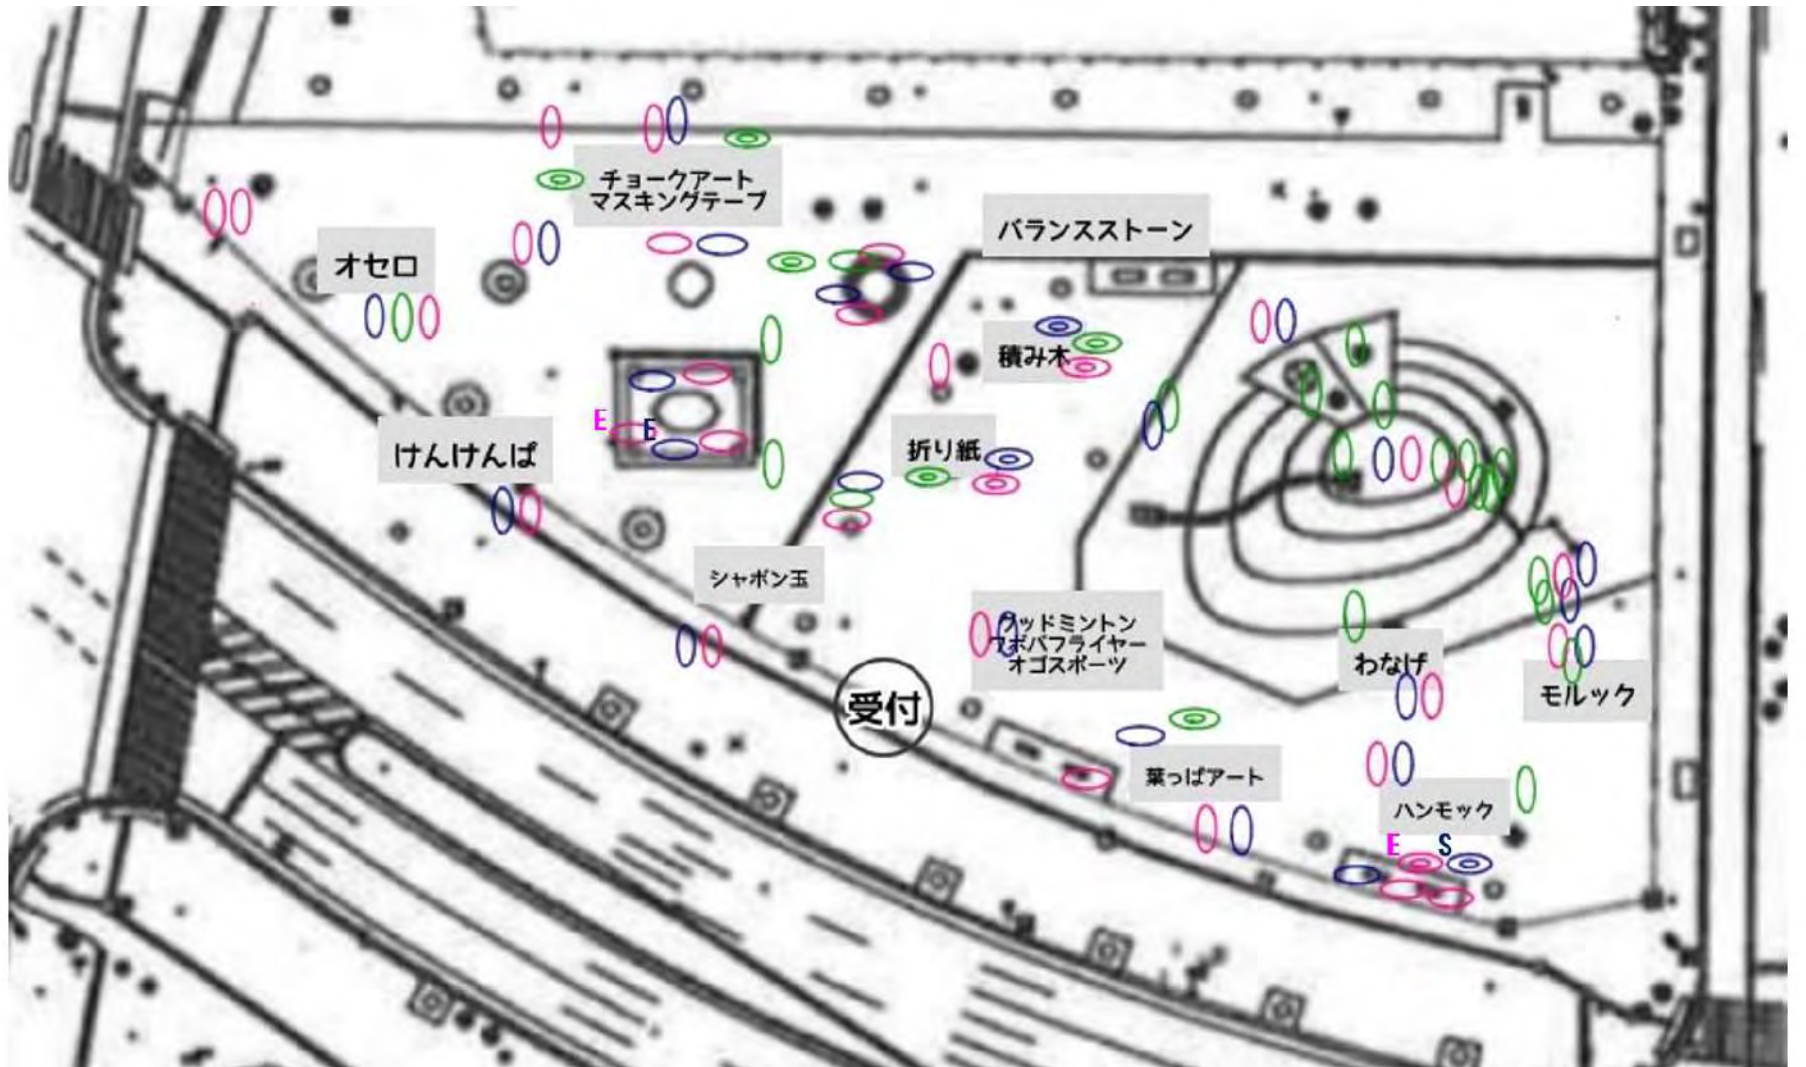 チョークアート
マスキングテープ
バランスストーン
オセロ
積み木
けんけんぱ
E
E
折り紙
シャボン玉
グッドミントン
アボバフライヤー
オゴスポーツ
わなげ
モルック
受付
葉っぱアート
ハンモック
E
S